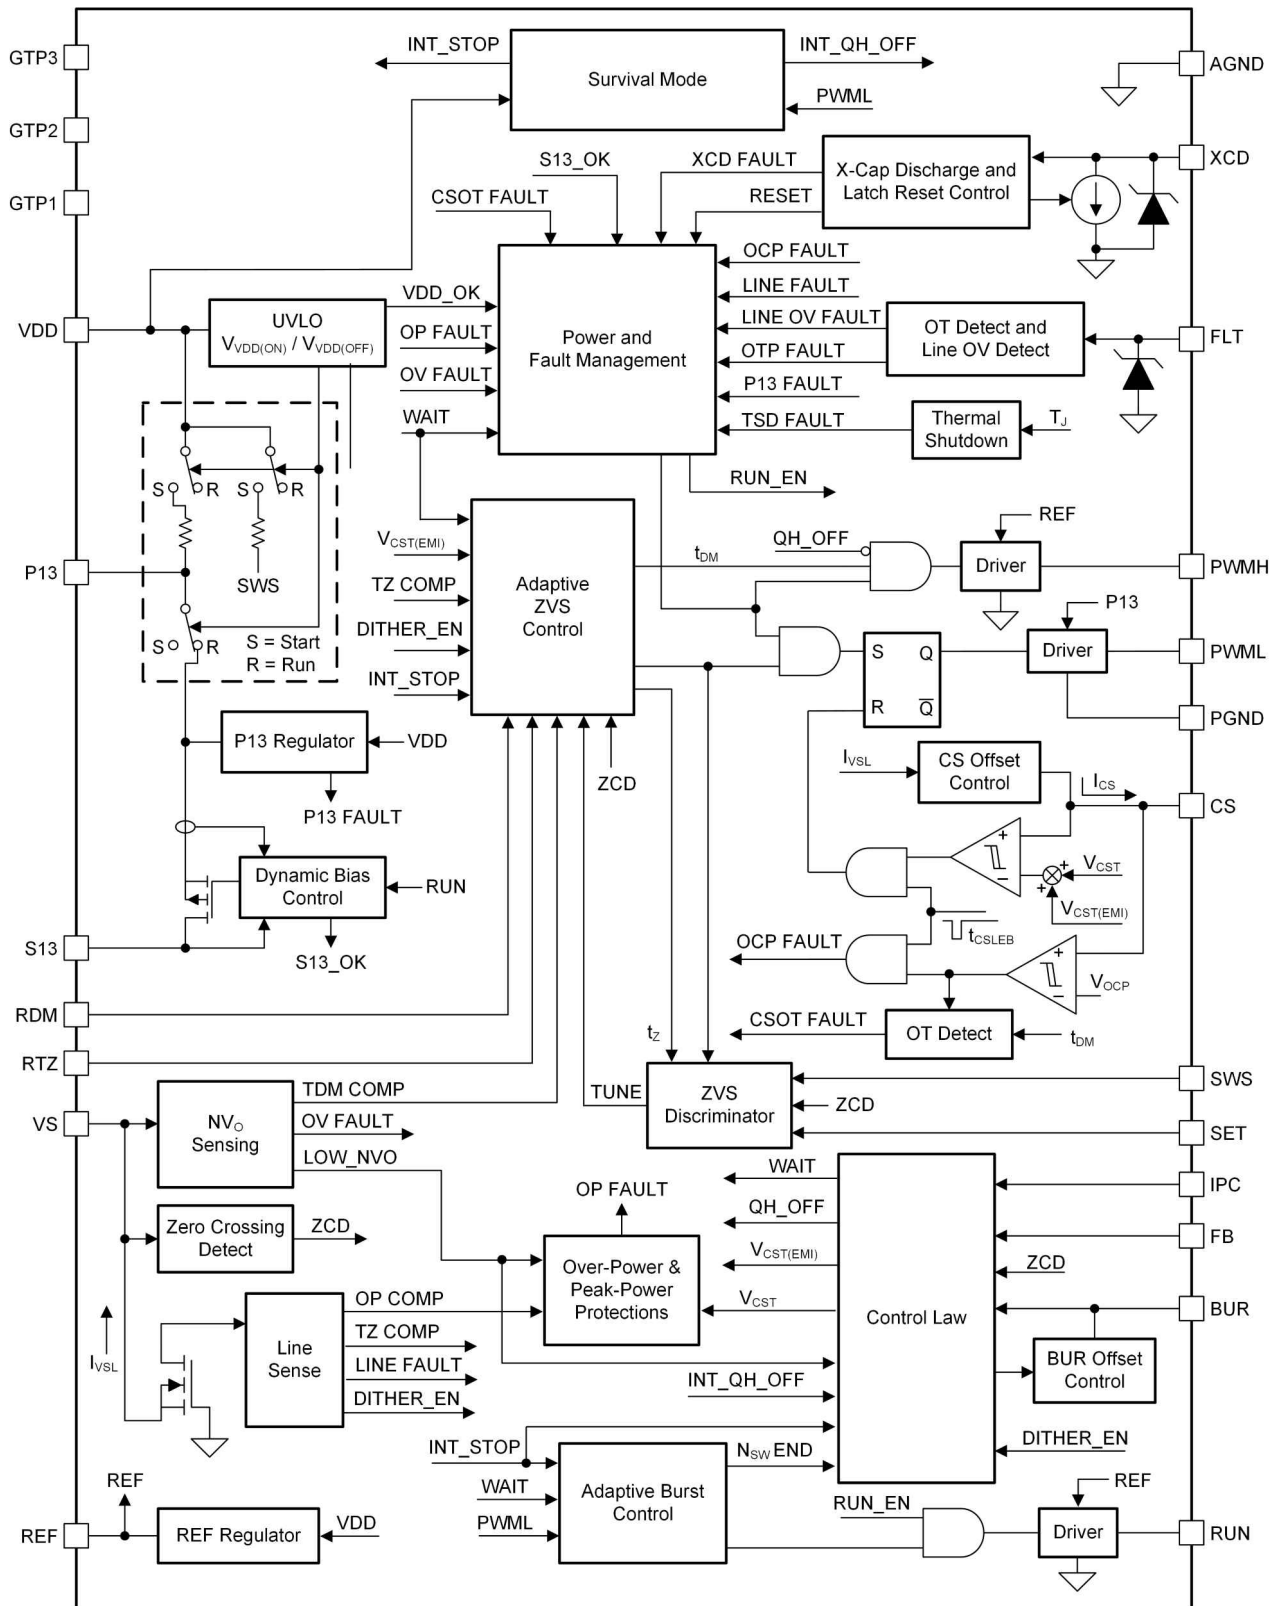 GTP3
GTP2
GTP1
VDD
P13
S13
RDM
RTZ
VS
REF
AGND
XCD
FLT
PWMH
PWML
PGND
CS
SWS
SET
IPC
FB
BUR
RUN
INT_STOP
Survival Mode
INT_QH_OFF
PWML
S13_OK
CSOT FAULT
XCD FAULT
RESET
X-Cap Discharge and
Latch Reset Control
UVLO
VVDD(ON) / VVDD(OFF)
VDD_OK
OP FAULT
OV FAULT
WAIT
Power and
Fault Management
OCP FAULT
LINE FAULT
LINE OV FAULT
OTP FAULT
P13 FAULT
TSD FAULT
OT Detect and
Line OV Detect
Thermal
Shutdown
TJ
RUN_EN
S
R
S
R
SWS
S
R
S = Start
R = Run
VCST(EMI)
TZ COMP
DITHER_EN
INT_STOP
Adaptive
ZVS
Control
tDM
QH_OFF
REF
Driver
P13
Driver
S
Q
R
Q̅
P13 Regulator
VDD
P13 FAULT
ZCD
IVSL
CS Offset
Control
ICS
+
−
+
+
VCST
VCST(EMI)
Dynamic Bias
Control
RUN
S13_OK
tCSLEB
OCP FAULT
+
−
VOCP
CSOT FAULT
OT Detect
tDM
tZ
TUNE
ZVS
Discriminator
ZCD
NVO
Sensing
TDM COMP
OV FAULT
LOW_NVO
Zero Crossing
Detect
ZCD
OP FAULT
Over-Power &
Peak-Power
Protections
WAIT
QH_OFF
VCST(EMI)
VCST
Control Law
ZCD
BUR Offset
Control
DITHER_EN
IVSL
Line
Sense
OP COMP
TZ COMP
LINE FAULT
DITHER_EN
INT_QH_OFF
INT_STOP
WAIT
PWML
Adaptive Burst
Control
NSW END
RUN_EN
REF
Driver
REF
REF Regulator
VDD